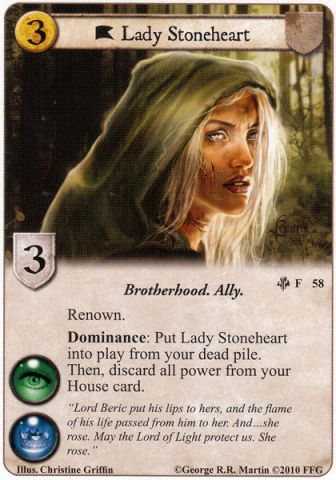 3
Lady Stoneheart
3
Brotherhood. Ally.
F 58
Renown.
Dominance: Put Lady Stoneheart
into play from your dead pile.
Then, discard all power from your
House card.
"Lord Beric put his lips to hers, and the flame
of his life passed from him to her. And…she
rose. May the Lord of Light protect us. She
rose."
Illus. Christine Griffin ©George R.R. Martin ©2010 FFG